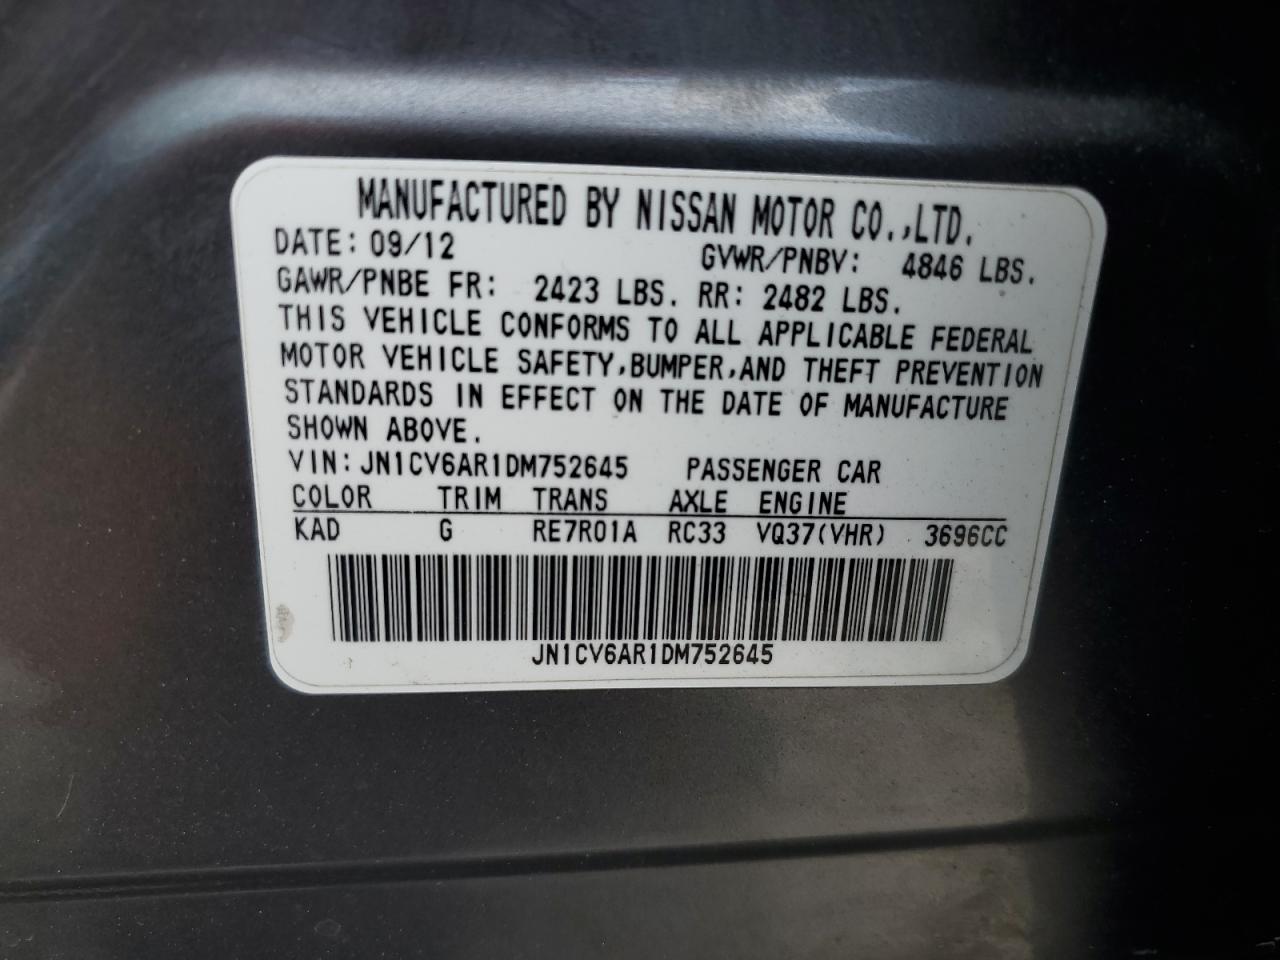 MANUFACTURED BY NISSAN MOTOR CO.,LTD.
DATE: 09/12 GVWR/PNBV: 4846 LBS.
GAWR/PNBE FR: 2423 LBS. RR: 2482 LBS.
THIS VEHICLE CONFORMS TO ALL APPLICABLE FEDERAL
MOTOR VEHICLE SAFETY,BUMPER,AND THEFT PREVENTION
STANDARDS IN EFFECT ON THE DATE OF MANUFACTURE
SHOWN ABOVE.
VIN: JN1CV6AR1DM752645 PASSENGER CAR
COLOR TRIM TRANS AXLE ENGINE
KAD G RE7R01A RC33 VQ37(VHR) 3696CC
JN1CV6AR1DM752645